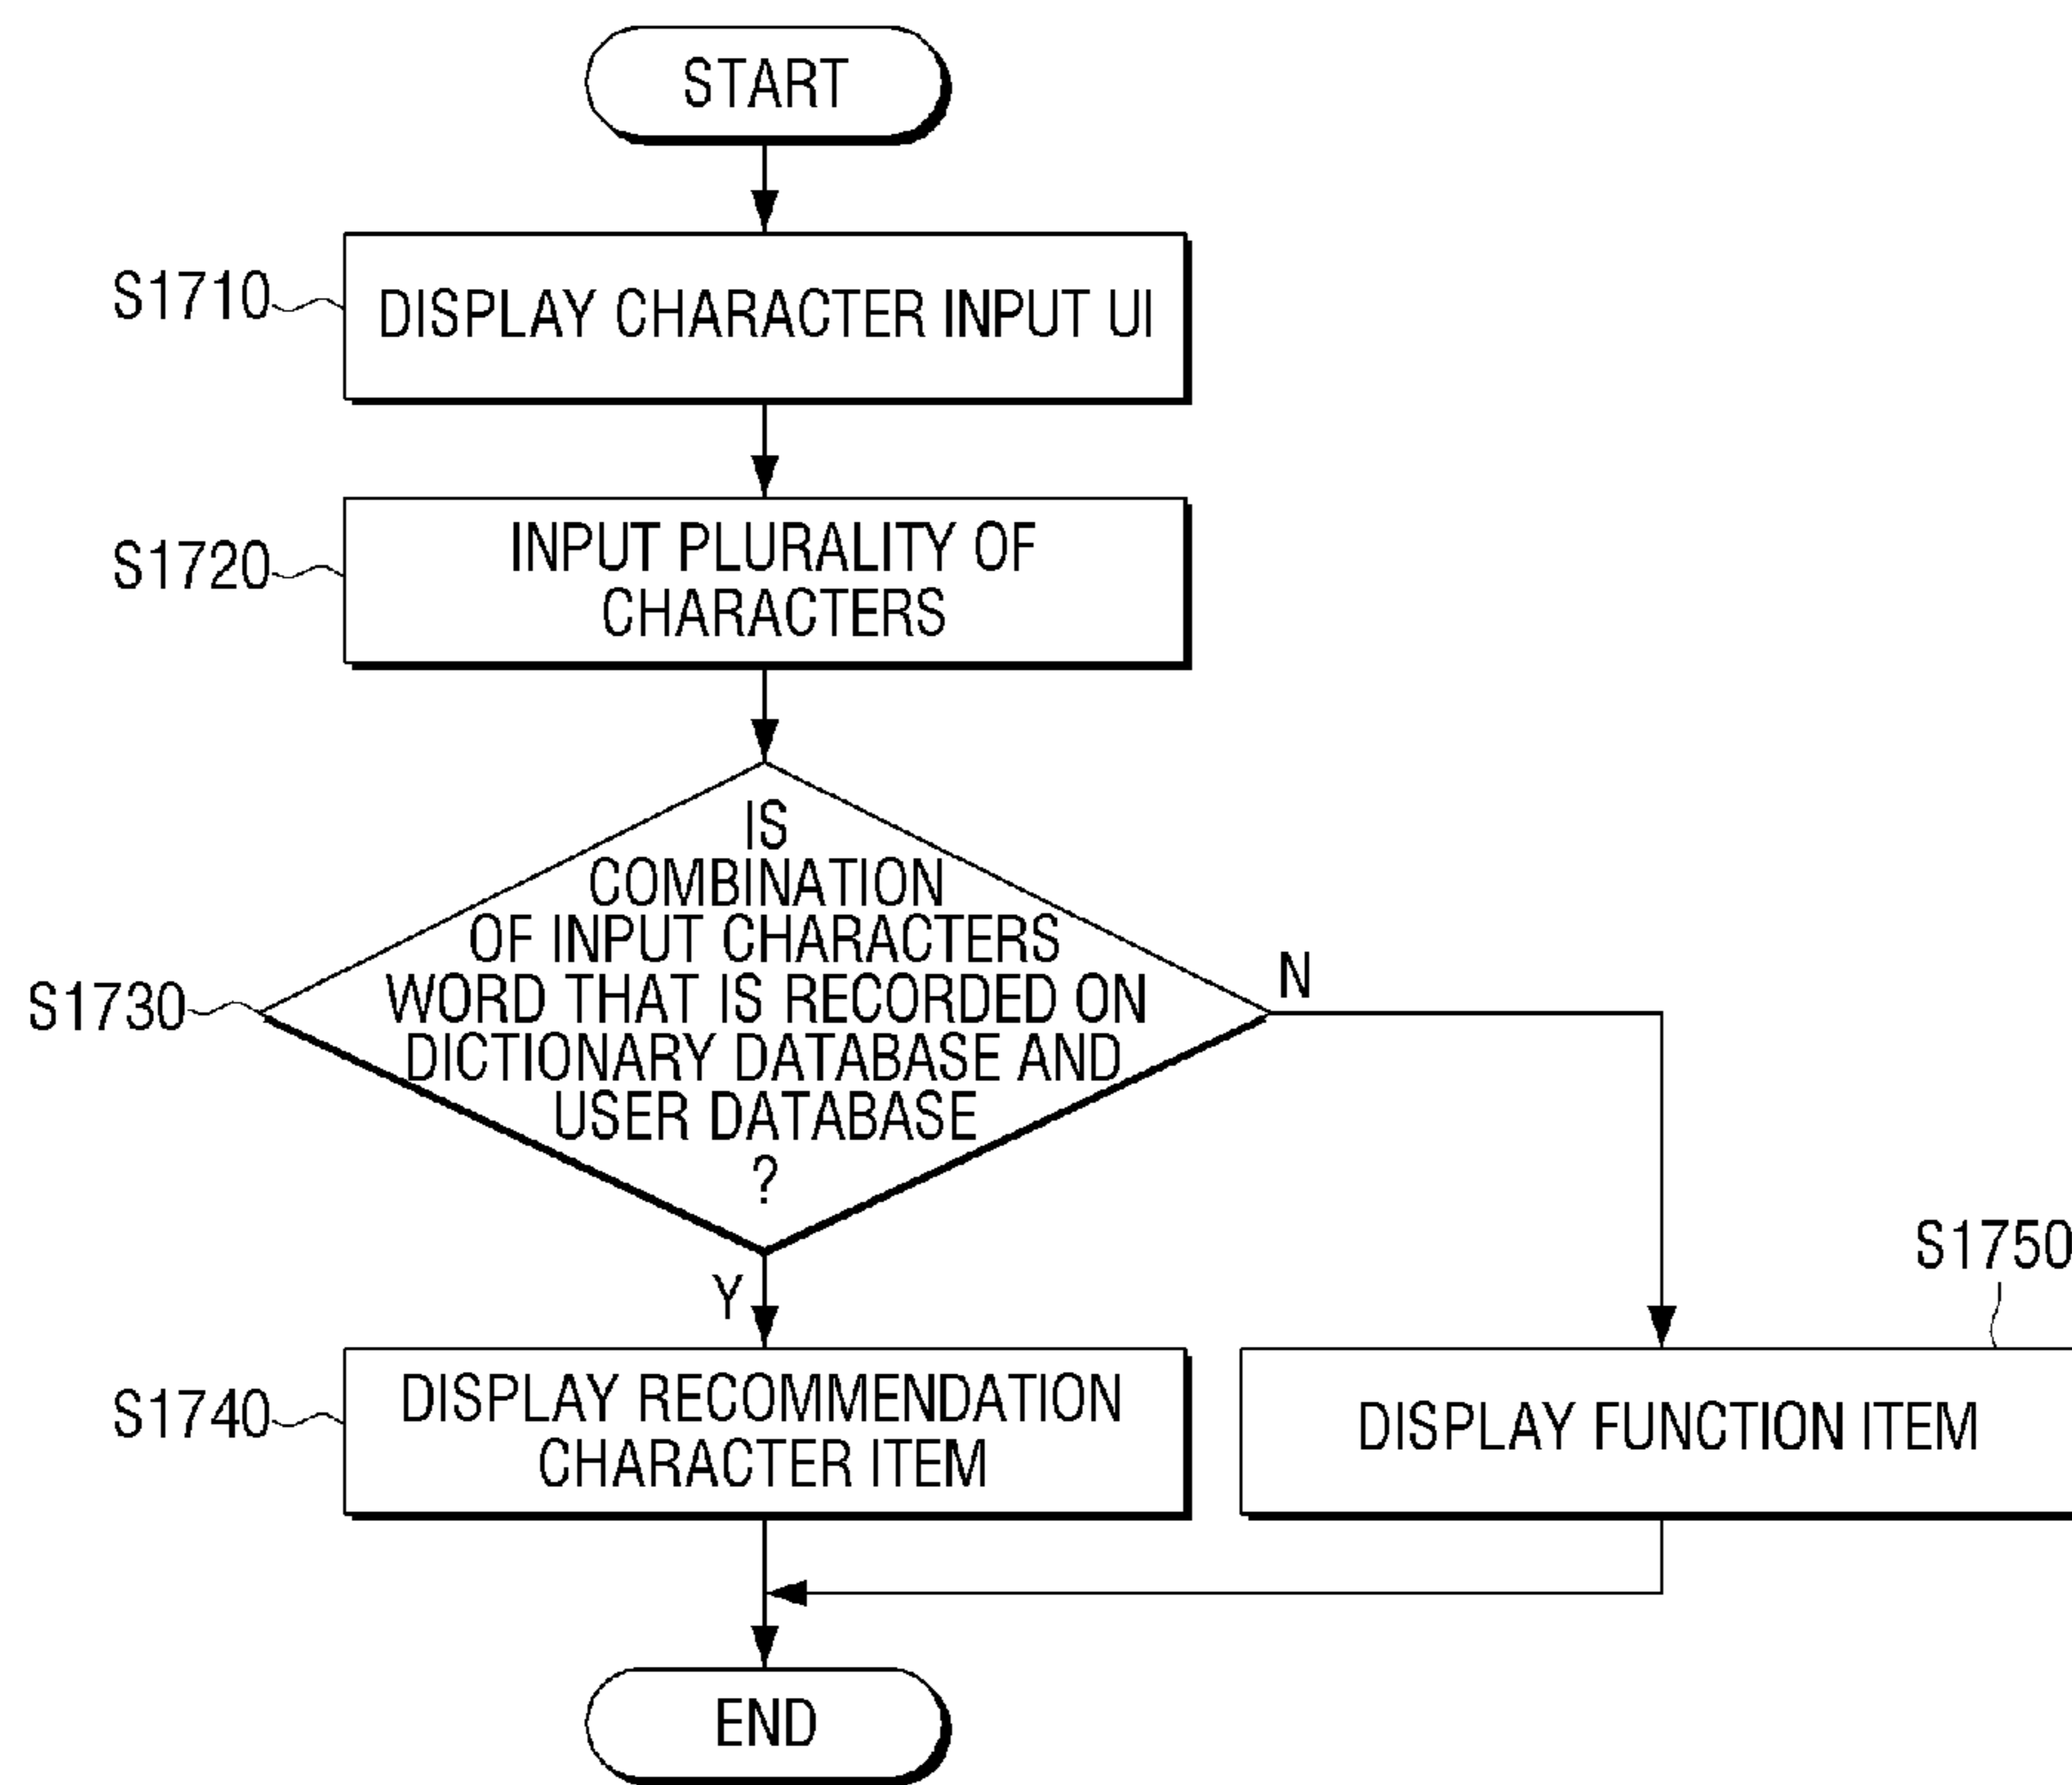 START
S1710
DISPLAY CHARACTER INPUT UI
S1720
INPUT PLURALITY OF
CHARACTERS
IS
COMBINATION
OF INPUT CHARACTERS
WORD THAT IS RECORDED ON
DICTIONARY DATABASE AND
USER DATABASE
?
S1730
N
Y
S1750
S1740
DISPLAY RECOMMENDATION
CHARACTER ITEM
DISPLAY FUNCTION ITEM
END